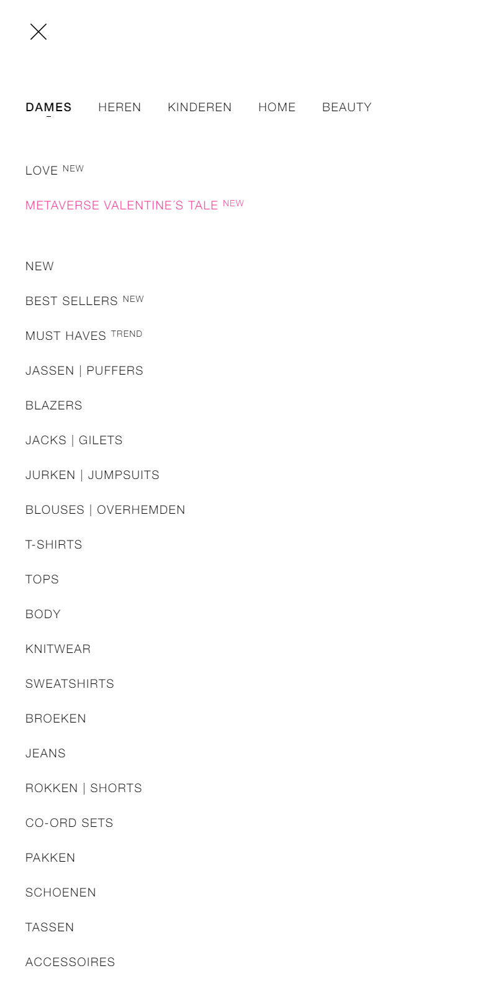 DAMES HEREN KINDEREN HOME BEAUTY
LOVE NEW
METAVERSE VALENTINE´S TALE NEW
NEW
BEST SELLERS NEW
MUST HAVES TREND
JASSEN | PUFFERS
BLAZERS
JACKS | GILETS
JURKEN | JUMPSUITS
BLOUSES | OVERHEMDEN
T-SHIRTS
TOPS
BODY
KNITWEAR
SWEATSHIRTS
BROEKEN
JEANS
ROKKEN | SHORTS
CO-ORD SETS
PAKKEN
SCHOENEN
TASSEN
ACCESSOIRES